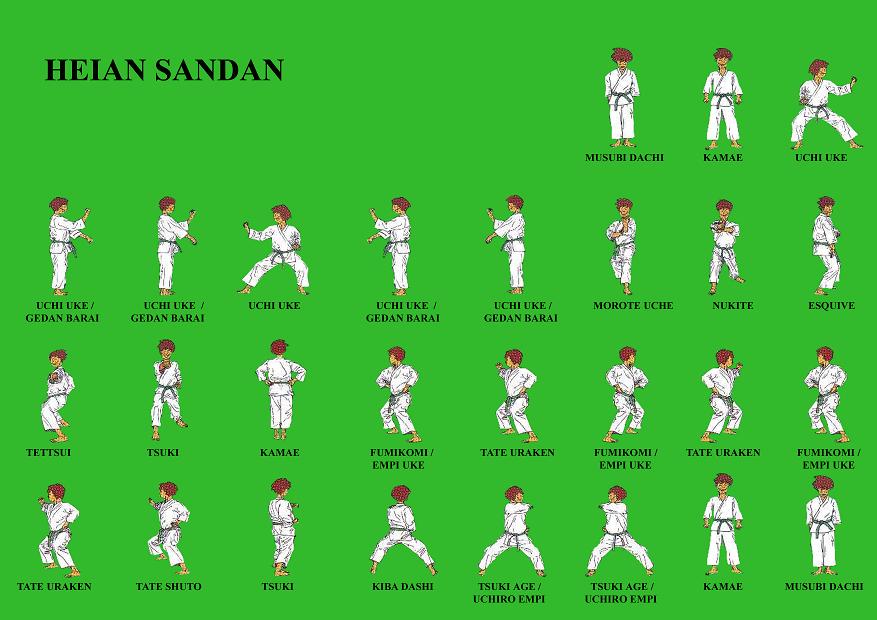 HEIAN SANDAN
MUSUBI DACHI
KAMAE
UCHI UKE
UCHI UKE /
GEDAN BARAI
UCHI UKE /
GEDAN BARAI
UCHI UKE
UCHI UKE /
GEDAN BARAI
UCHI UKE /
GEDAN BARAI
MOROTE UCHE
NUKITE
ESQUIVE
TETTSUI
TSUKI
KAMAE
FUMIKOMI /
EMPI UKE
TATE URAKEN
FUMIKOMI /
EMPI UKE
TATE URAKEN
FUMIKOMI /
EMPI UKE
TATE URAKEN
TATE SHUTO
TSUKI
KIBA DASHI
TSUKI AGE /
UCHIRO EMPI
TSUKI AGE /
UCHIRO EMPI
KAMAE
MUSUBI DACHI